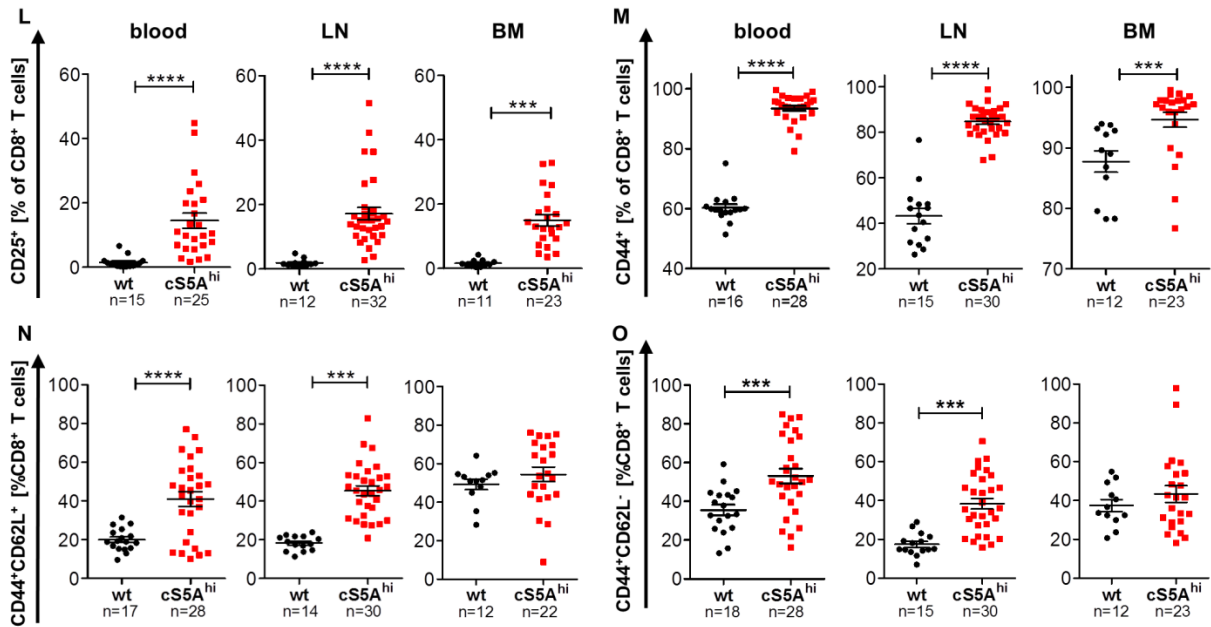 L
blood
LN
BM
CD25⁺ [% of CD8⁺ T cells]
60
40
20
0
****
wt
n=15
cS5Aʰⁱ
n=25
60
40
20
0
****
wt
n=12
cS5Aʰⁱ
n=32
60
40
20
0
***
wt
n=11
cS5Aʰⁱ
n=23
M
blood
LN
BM
CD44⁺ [% of CD8⁺ T cells]
100
80
60
40
****
wt
n=16
cS5Aʰⁱ
n=28
100
80
60
40
20
****
wt
n=15
cS5Aʰⁱ
n=30
100
90
80
70
***
wt
n=12
cS5Aʰⁱ
n=23
N
CD44⁺CD62L⁺ [%CD8⁺ T cells]
100
80
60
40
20
0
****
wt
n=17
cS5Aʰⁱ
n=28
100
80
60
40
20
0
***
wt
n=14
cS5Aʰⁱ
n=30
100
80
60
40
20
0
wt
n=12
cS5Aʰⁱ
n=22
O
CD44⁺CD62L⁻ [%CD8⁺ T cells]
100
80
60
40
20
0
***
wt
n=18
cS5Aʰⁱ
n=28
100
80
60
40
20
0
***
wt
n=15
cS5Aʰⁱ
n=30
100
80
60
40
20
0
wt
n=12
cS5Aʰⁱ
n=23